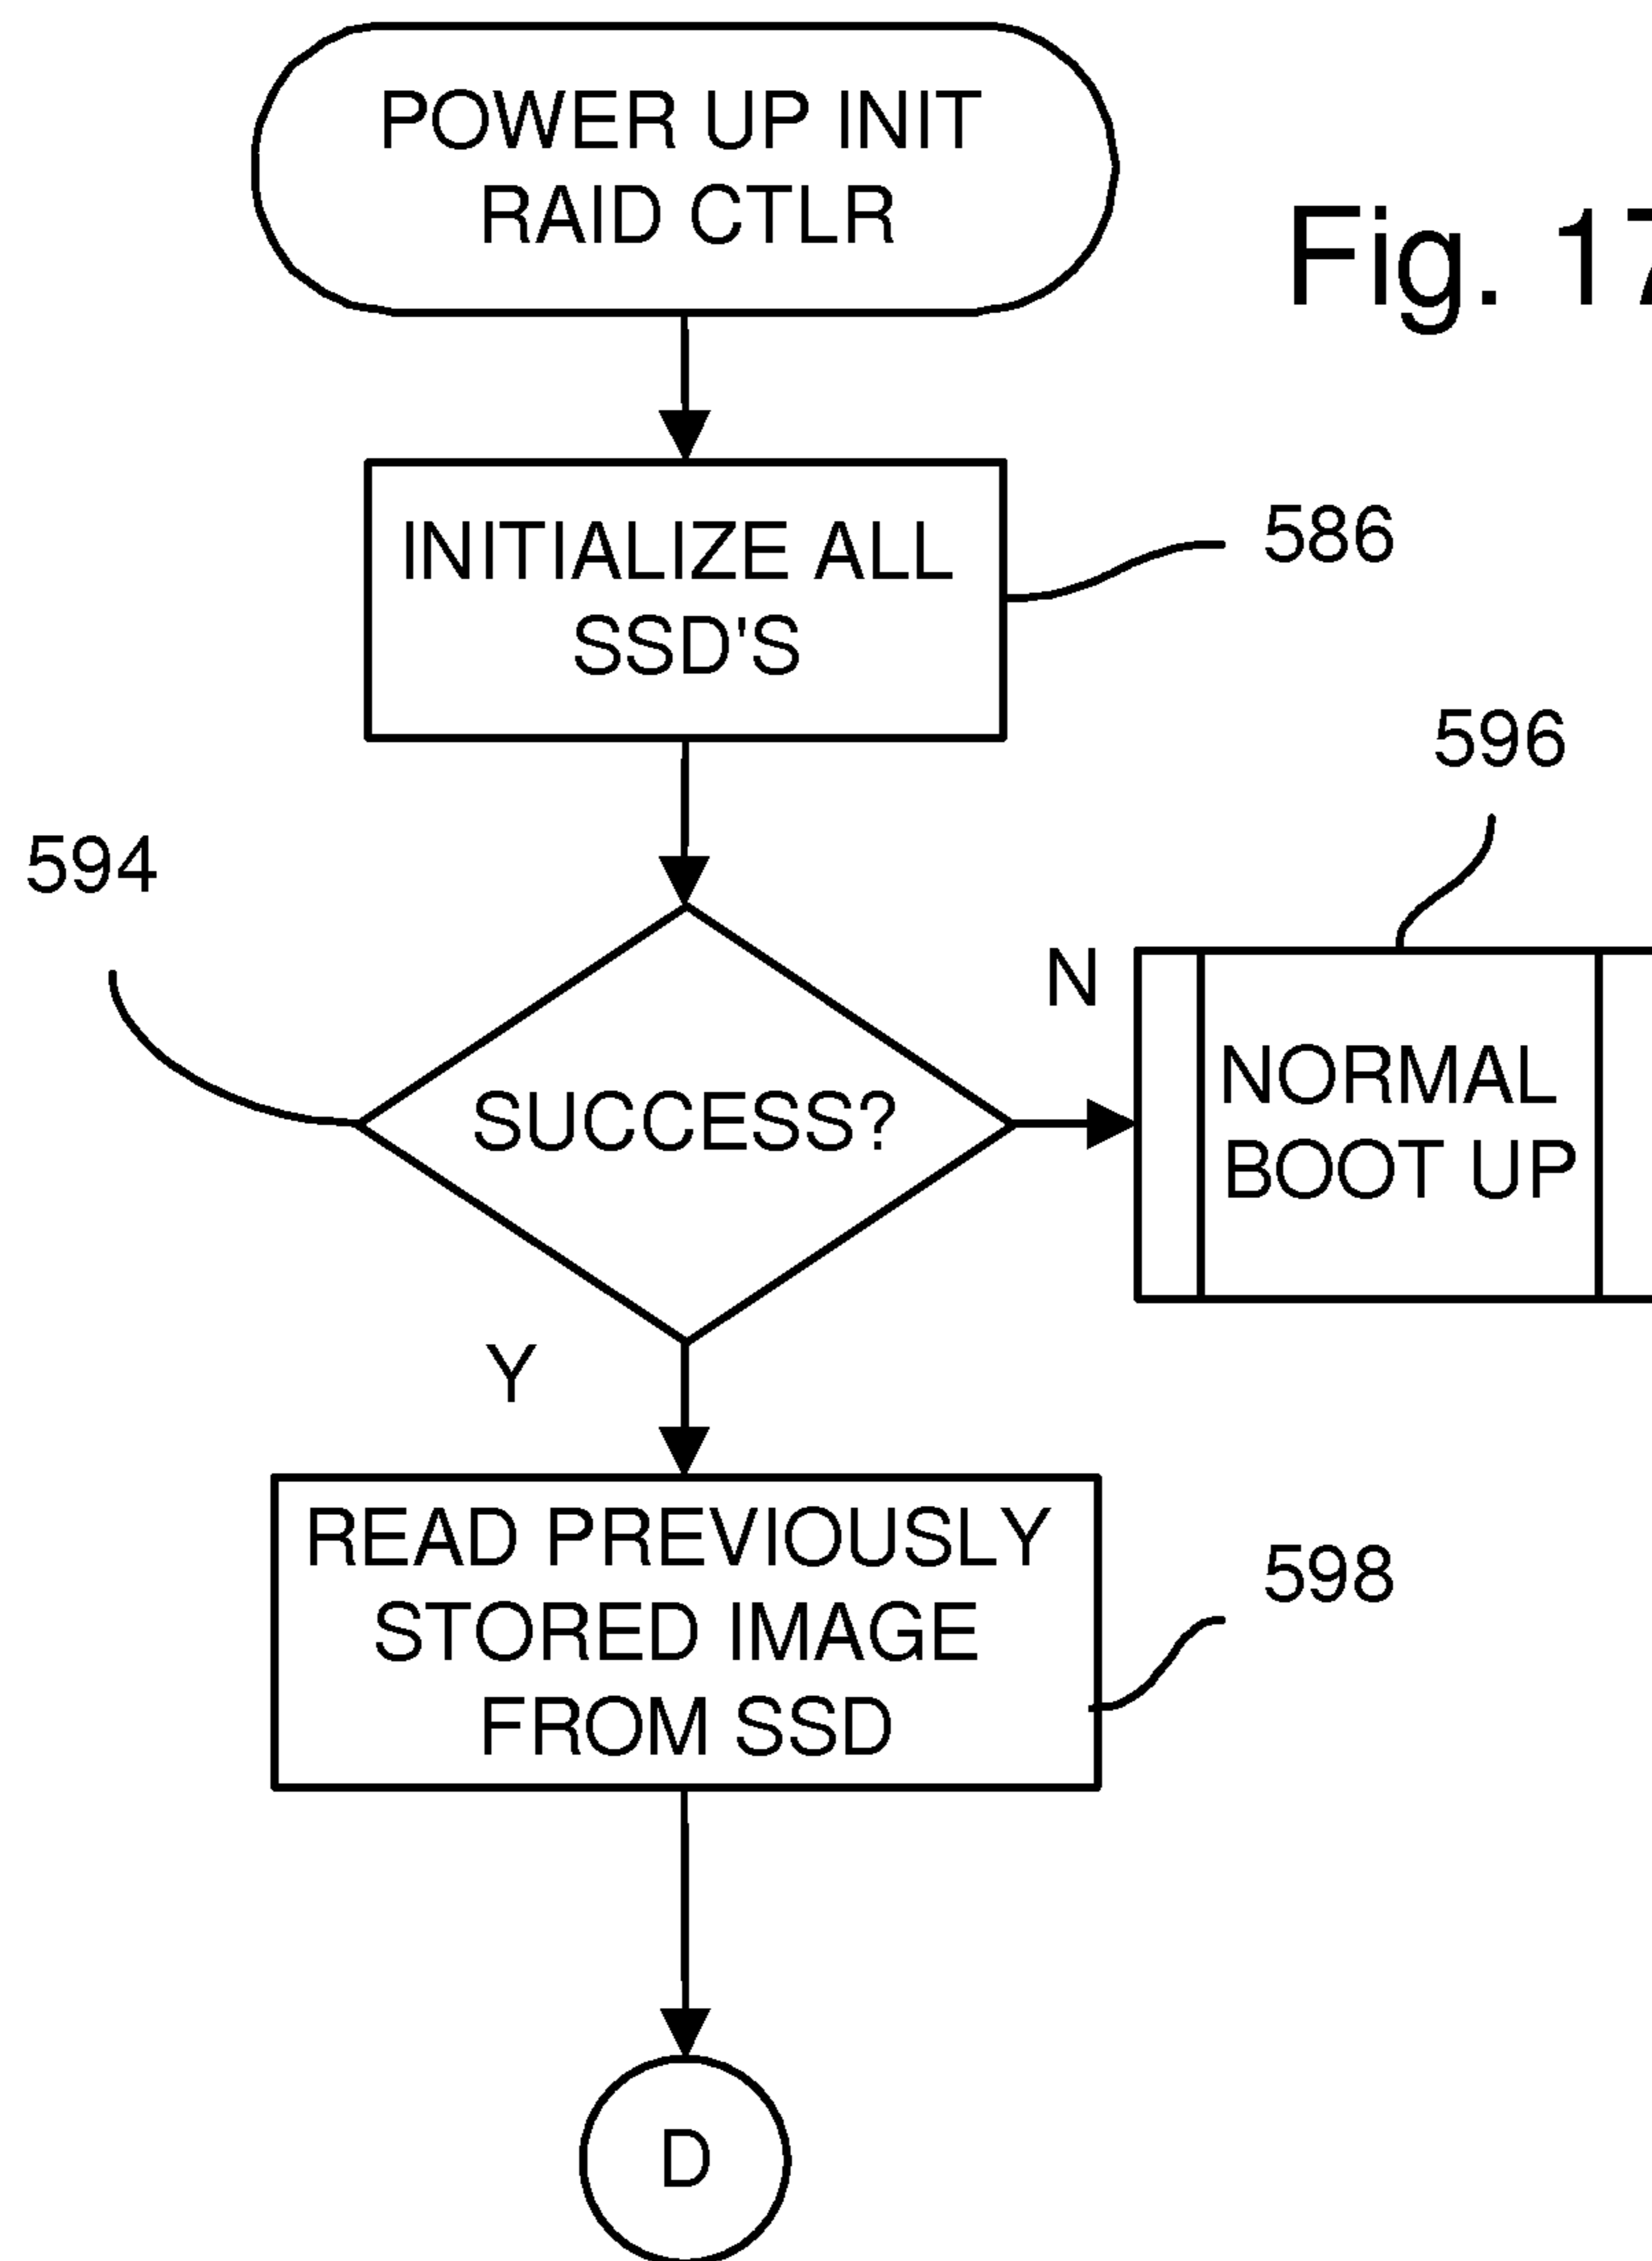 POWER UP INIT
RAID CTLR
Fig. 17
INITIALIZE ALL
SSD'S
586
596
594
N
NORMAL
BOOT UP
SUCCESS?
Y
READ PREVIOUSLY
STORED IMAGE
FROM SSD
598
D